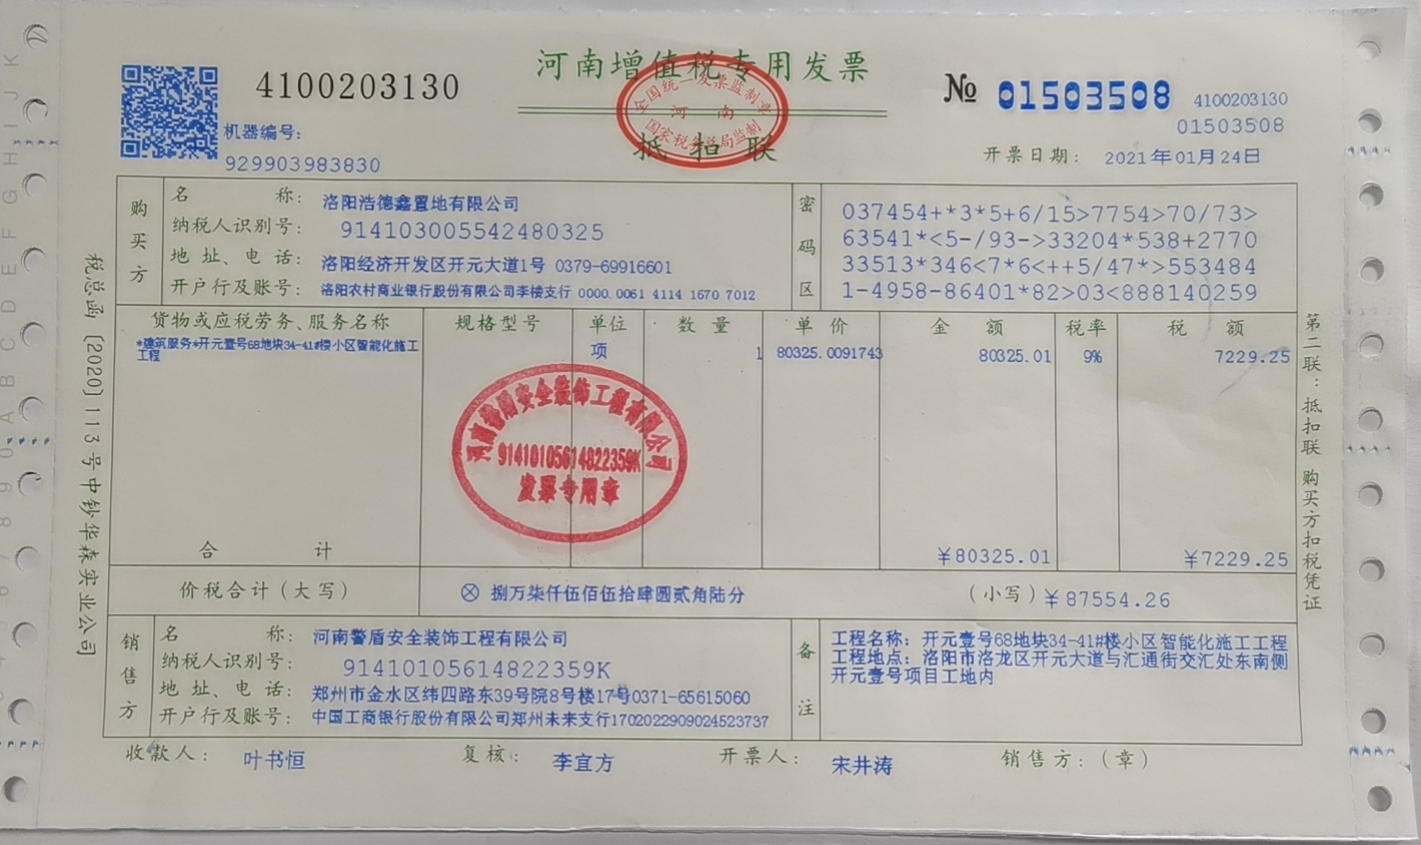 河南增值税专用发票
4100203130
№ 01503508
4100203130
01503508
全国统一发票监制章
河南
国家税务总局监制
抵扣联
机器编号:
929903983830
开票日期: 2021年01月24日
购买方
名 称: 洛阳浩德鑫置地有限公司
纳税人识别号: 914103005542480325
地 址、电 话: 洛阳经济开发区开元大道1号 0379-69916601
开户行及账号: 洛阳农村商业银行股份有限公司李楼支行 0000 0061 4114 1670 7012
密码区
037454+*3*5+6/15>7754>70/73>
63541*<5-/93->33204*538+2770
33513*346<7*6<++5/47*>553484
1-4958-86401*82>03<888140259
货物或应税劳务、服务名称 规格型号 单位 数 量 单 价 金 额 税率 税 额
*建筑服务*开元壹号68地块34-41#楼小区智能化施工 项 1 80325.0091743 80325.01 9% 7229.25
工程
河南警盾安全装饰工程有限公司
91410105614822359K
发票专用章
合 计 ￥80325.01 ￥7229.25
价税合计（大写） ⊗ 捌万柒仟伍佰伍拾肆圆贰角陆分 （小写）￥87554.26
销售方
名 称: 河南警盾安全装饰工程有限公司
纳税人识别号: 91410105614822359K
地 址、电 话: 郑州市金水区纬四路东39号院8号楼17号0371-65615060
开户行及账号: 中国工商银行股份有限公司郑州未来支行1702022909024523737
备注
工程名称: 开元壹号68地块34-41#楼小区智能化施工工程
工程地点: 洛阳市洛龙区开元大道与汇通街交汇处东南侧
开元壹号项目工地内
收款人: 叶书恒 复核: 李宜方 开票人: 宋井涛 销售方:（章）
税总函［2020］113号中钞华森实业公司
第二联：抵扣联 购买方扣税凭证